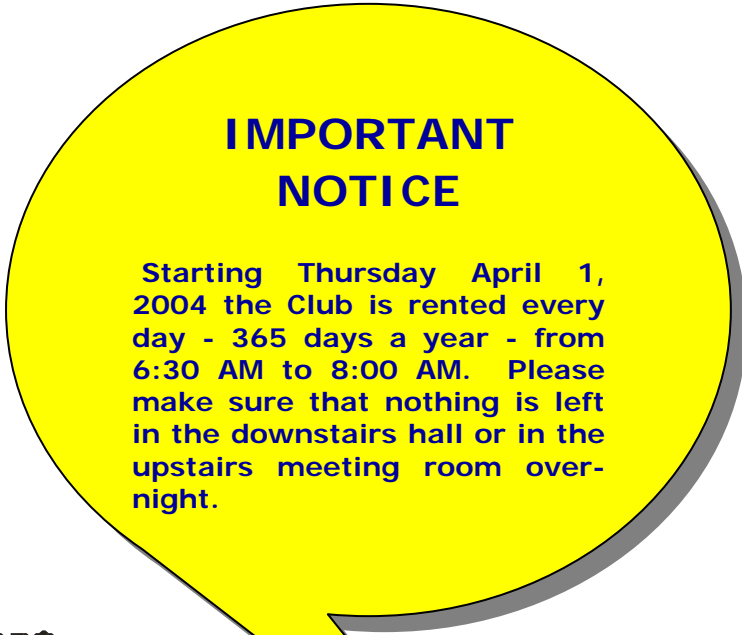 IMPORTANT
NOTICE
Starting Thursday April 1,
2004 the Club is rented every
day - 365 days a year - from
6:30 AM to 8:00 AM. Please
make sure that nothing is left
in the downstairs hall or in the
upstairs meeting room over-
night.